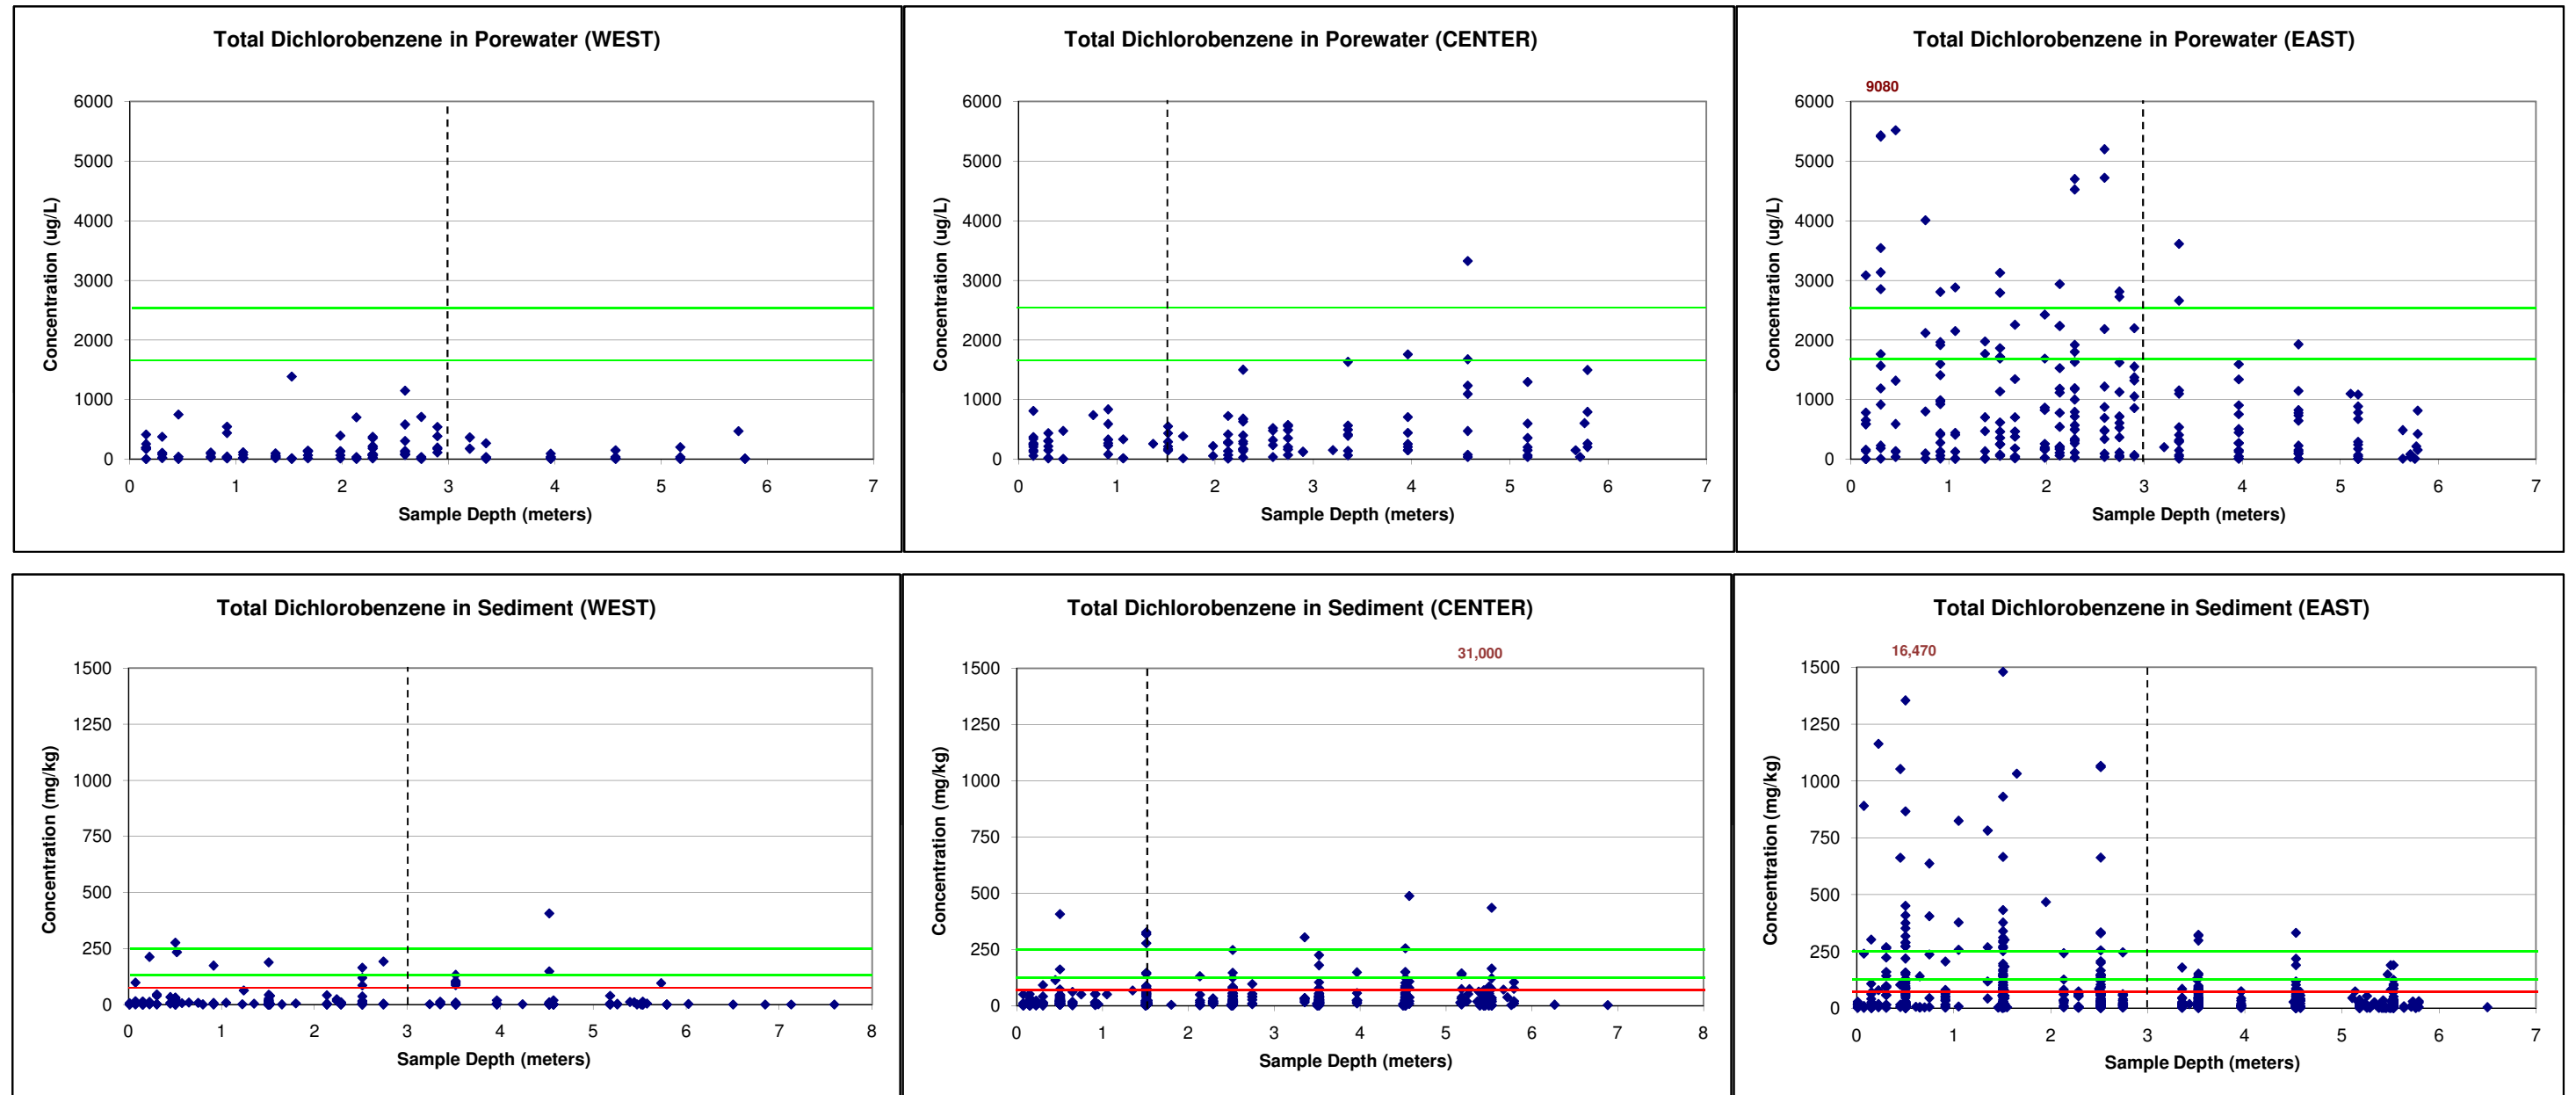 Total Dichlorobenzene in Porewater (WEST)
6000
5000
4000
3000
2000
1000
0
0 1 2 3 4 5 6 7
Concentration (ug/L)
Sample Depth (meters)
Total Dichlorobenzene in Porewater (CENTER)
6000
5000
4000
3000
2000
1000
0
0 1 2 3 4 5 6 7
Concentration (ug/L)
Sample Depth (meters)
Total Dichlorobenzene in Porewater (EAST)
9080
6000
5000
4000
3000
2000
1000
0
0 1 2 3 4 5 6 7
Concentration (ug/L)
Sample Depth (meters)
Total Dichlorobenzene in Sediment (WEST)
1500
1250
1000
750
500
250
0
0 1 2 3 4 5 6 7 8
Concentration (mg/kg)
Sample Depth (meters)
Total Dichlorobenzene in Sediment (CENTER)
31,000
1500
1250
1000
750
500
250
0
0 1 2 3 4 5 6 7 8
Concentration (mg/kg)
Sample Depth (meters)
Total Dichlorobenzene in Sediment (EAST)
16,470
1500
1250
1000
750
500
250
0
0 1 2 3 4 5 6 7
Concentration (mg/kg)
Sample Depth (meters)